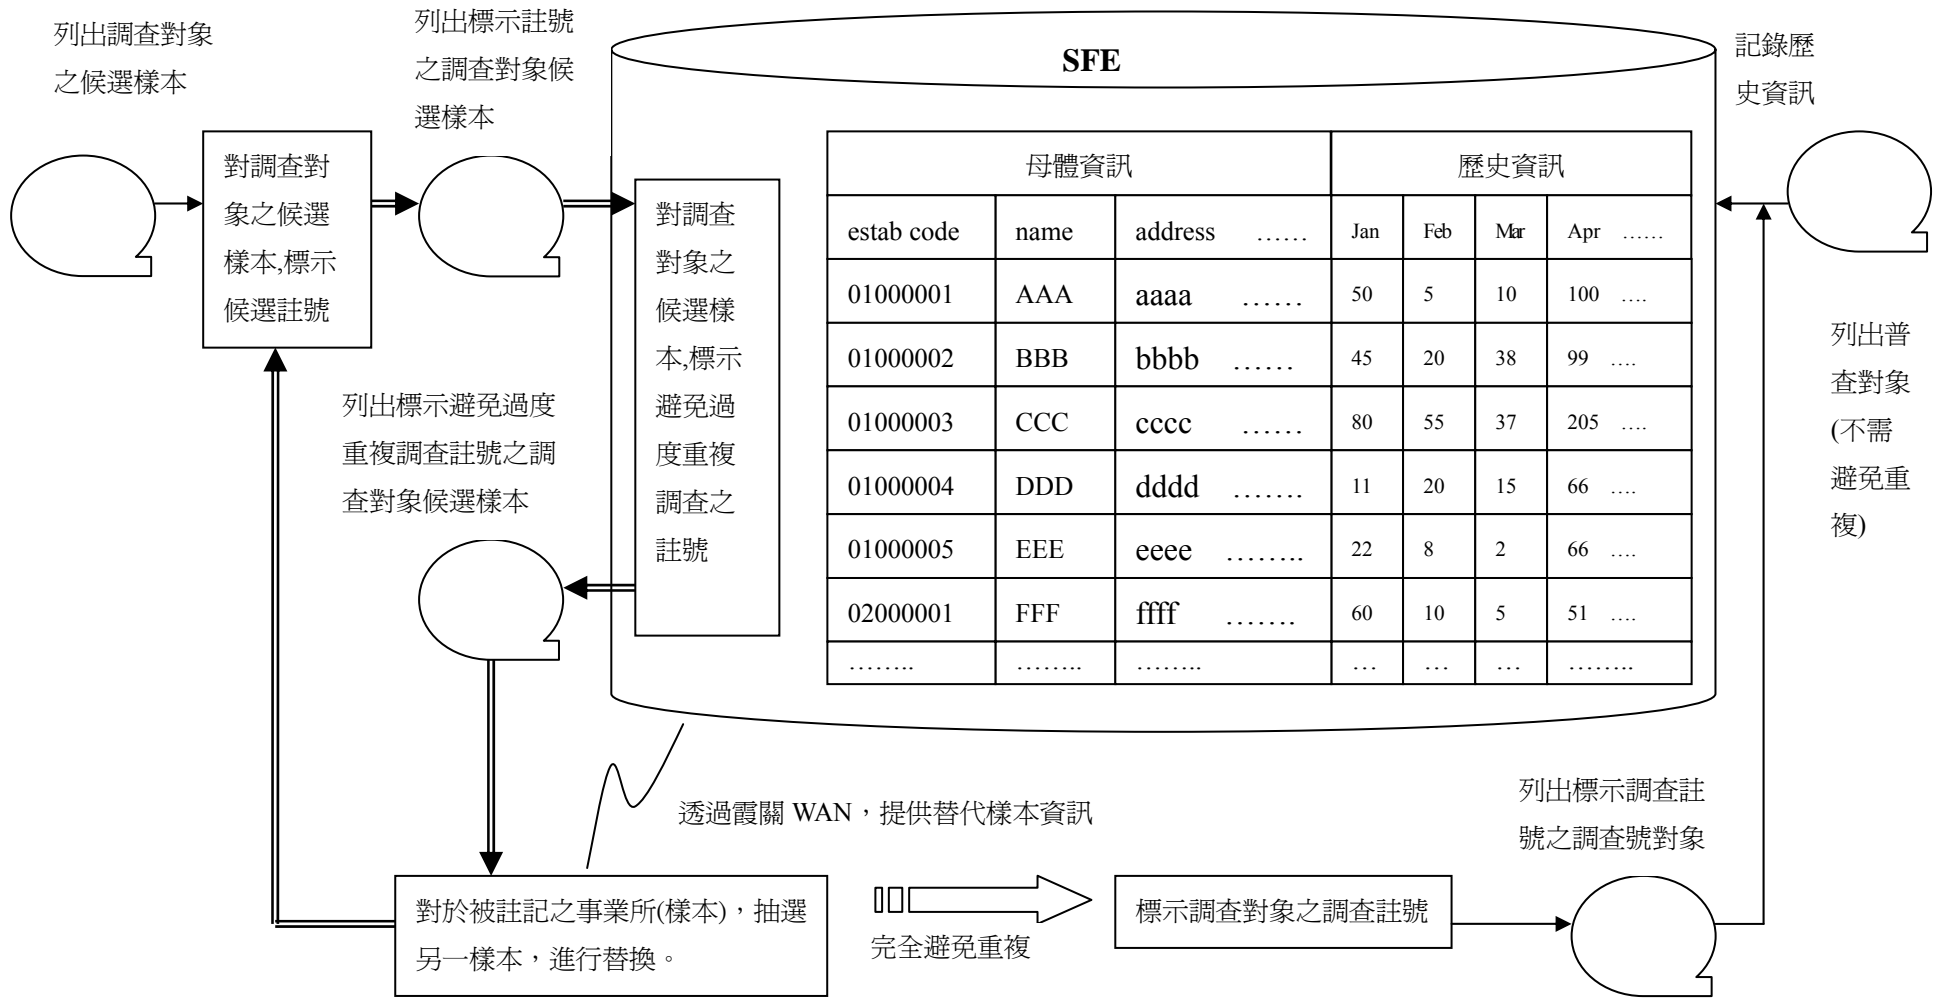 列出調查對象
之候選樣本
列出標示註號
之調查對象候
選樣本
SFE
記錄歷
史資訊
對調查對
象之候選
樣本,標示
候選註號
對調查
對象之
候選樣
本,標示
避免過
度重複
調查之
註號
母體資訊 歷史資訊
estab code name address …… Jan Feb Mar Apr ……
01000001 AAA aaaa …… 50 5 10 100 ….
01000002 BBB bbbb …… 45 20 38 99 ….
01000003 CCC cccc …… 80 55 37 205 ….
01000004 DDD dddd ……. 11 20 15 66 ….
01000005 EEE eeee …….. 22 8 2 66 ….
02000001 FFF ffff ……. 60 10 5 51 ….
…….. …….. …….. … … … ……..
列出普
查對象
(不需
避免重
複)
列出標示避免過度
重複調查註號之調
查對象候選樣本
透過霞關 WAN，提供替代樣本資訊
列出標示調查註
號之調查號對象
對於被註記之事業所(樣本)，抽選
另一樣本，進行替換。
完全避免重複
標示調查對象之調查註號